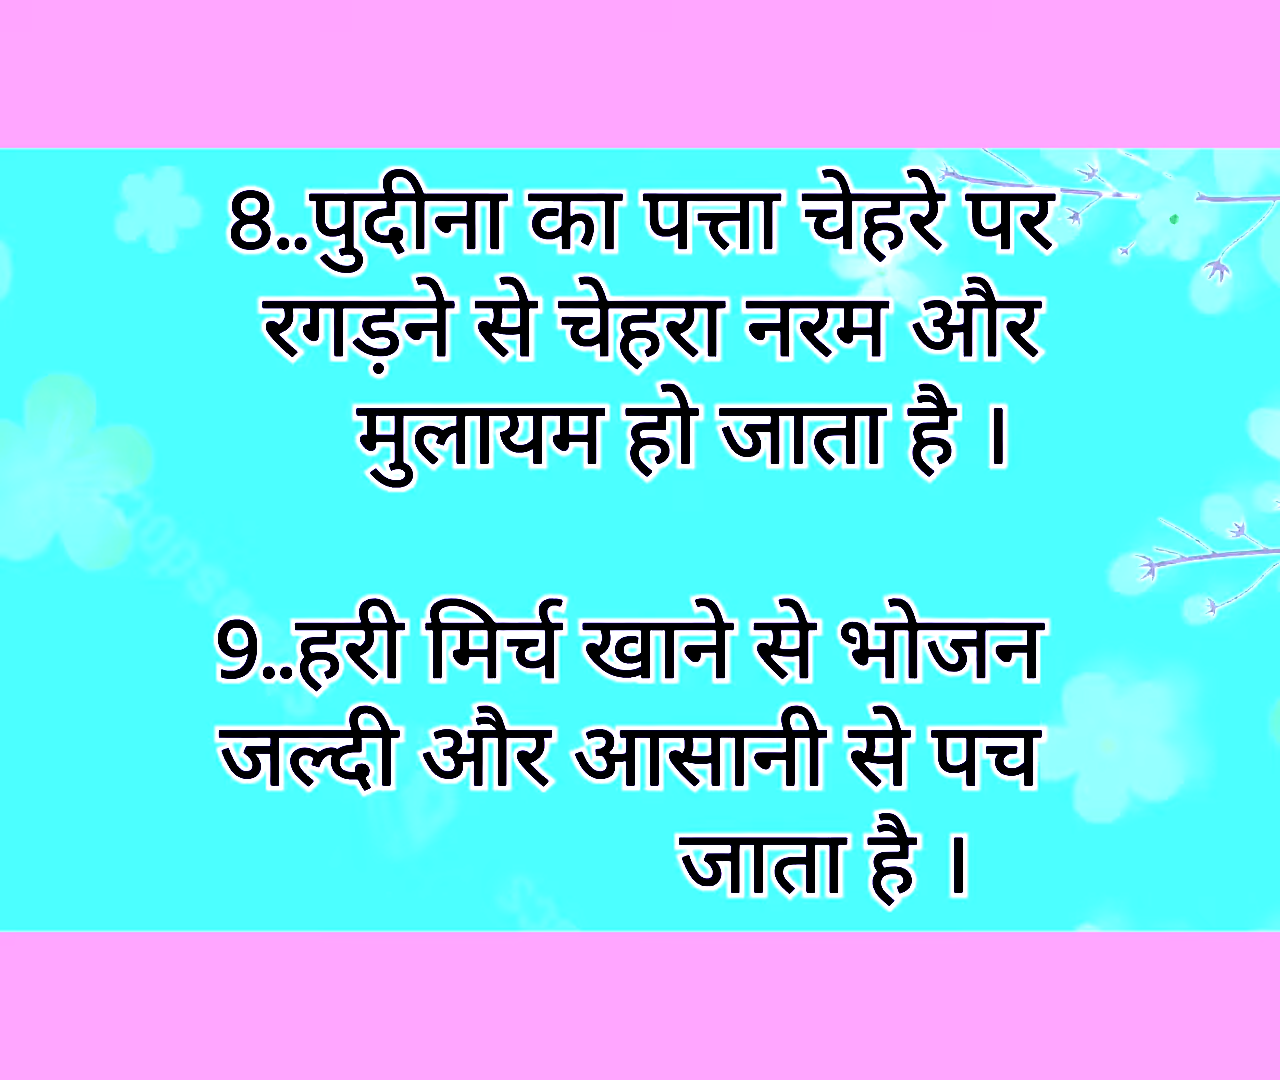 8..पुदीना का पत्ता चेहरे पर
रगड़ने से चेहरा नरम और
मुलायम हो जाता है ।
9..हरी मिर्च खाने से भोजन
जल्दी और आसानी से पच
जाता है ।